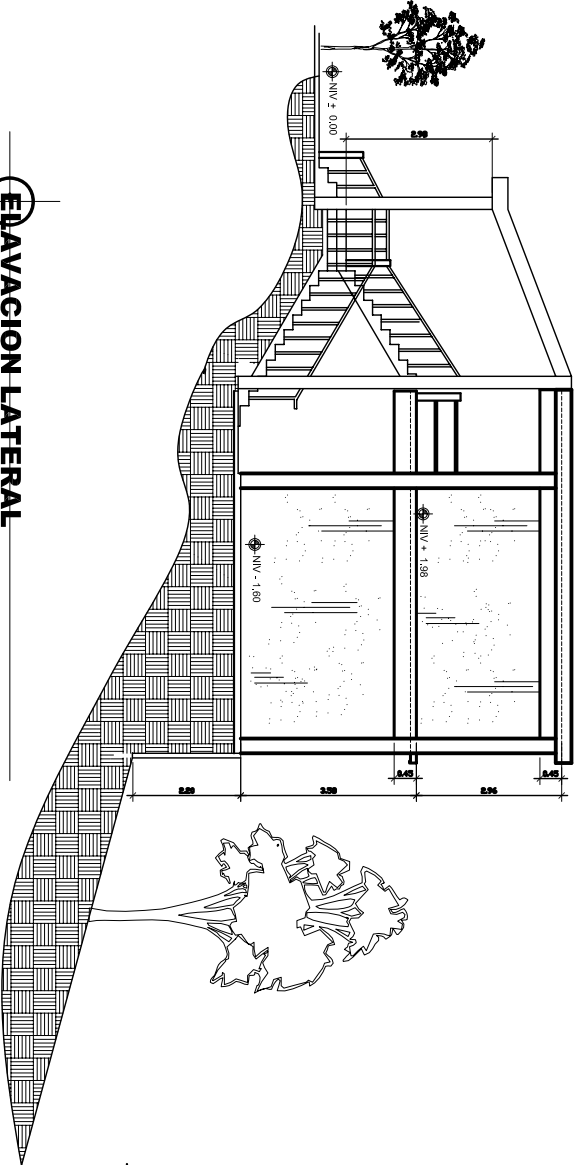 NIV ± 0.00
2.98
NIV + 1.98
NIV - 1.60
0.45
0.45
2.20
3.58
2.96
ELAVACION LATERAL